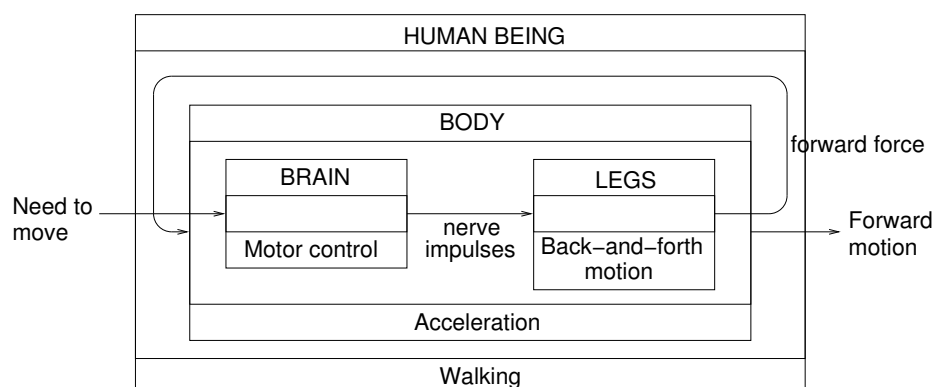 HUMAN BEING
BODY
forward force
BRAIN
LEGS
Need to
move
nerve
impulses
Forward
motion
Motor control
Back−and−forth
motion
Acceleration
Walking